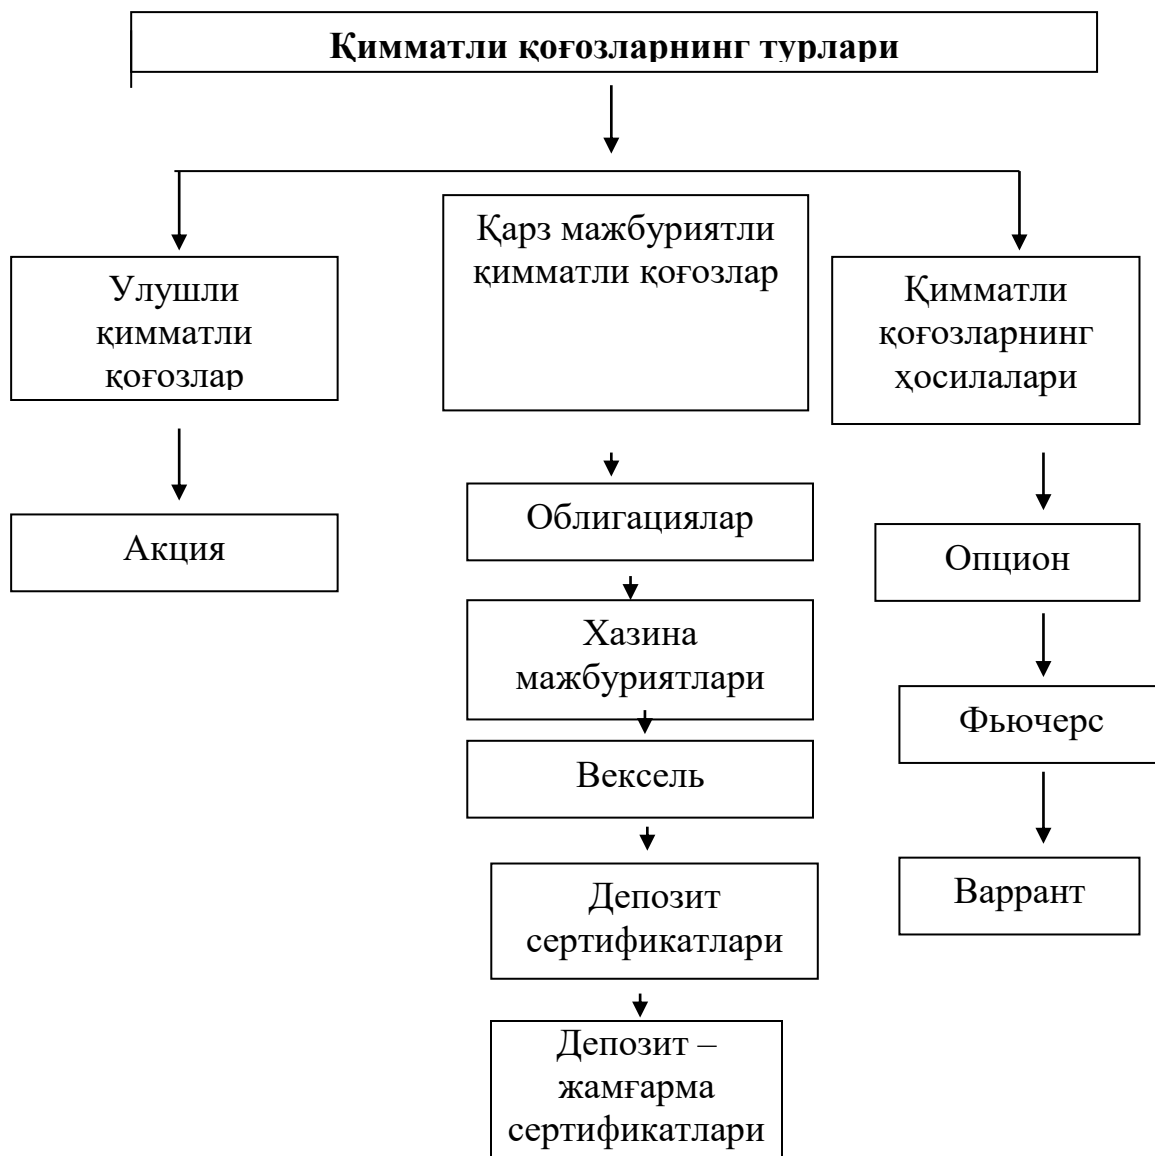 Қимматли қоғозларнинг турлари
Улушли
қимматли
қоғозлар
Қарз мажбуриятли
қимматли қоғозлар
Қимматли
қоғозларнинг
ҳосилалари
Акция
Облигациялар
Хазина
мажбуриятлари
Вексель
Депозит
сертификатлари
Депозит –
жамғарма
сертификатлари
Опцион
Фьючерс
Варрант